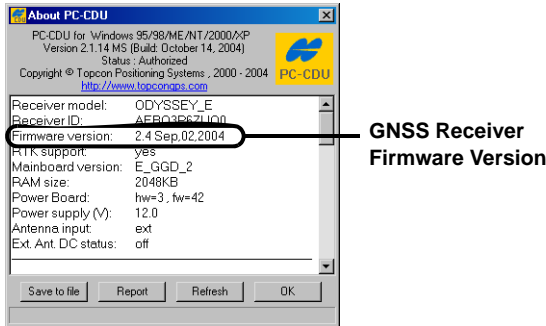 About PC-CDU
PC-CDU for Windows 95/98/ME/NT/2000/XP
Version 2.1.14 MS (Build: October 14, 2004)
Status : Authorized
Copyright © Topcon Positioning Systems , 2000 - 2004
http://www.topcongps.com
PC-CDU
Receiver model: ODYSSEY_E
Receiver ID:
Firmware version: 2.4 Sep,02,2004
RTK support: yes
Mainboard version: E_GGD_2
RAM size: 2048KB
Power Board: hw=3 , fw=42
Power supply (V): 12.0
Antenna input: ext
Ext. Ant. DC status: off
GNSS Receiver
Firmware Version
Save to file Report Refresh OK